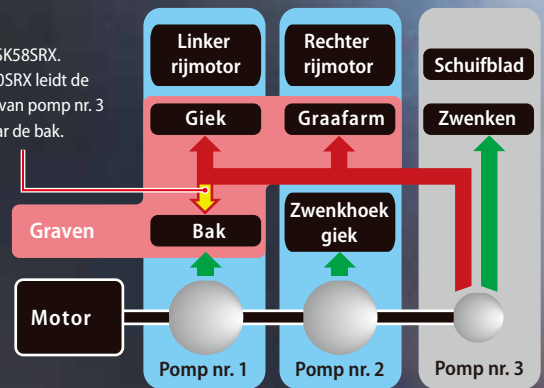 SK58SRX.
0SRX leidt de
van pomp nr. 3
ar de bak.
Linker
rijmotor
Rechter
rijmotor
Schuifblad
Giek
Graafarm
Zwenken
Graven
Bak
Zwenkhoek
giek
Motor
Pomp nr. 1
Pomp nr. 2
Pomp nr. 3